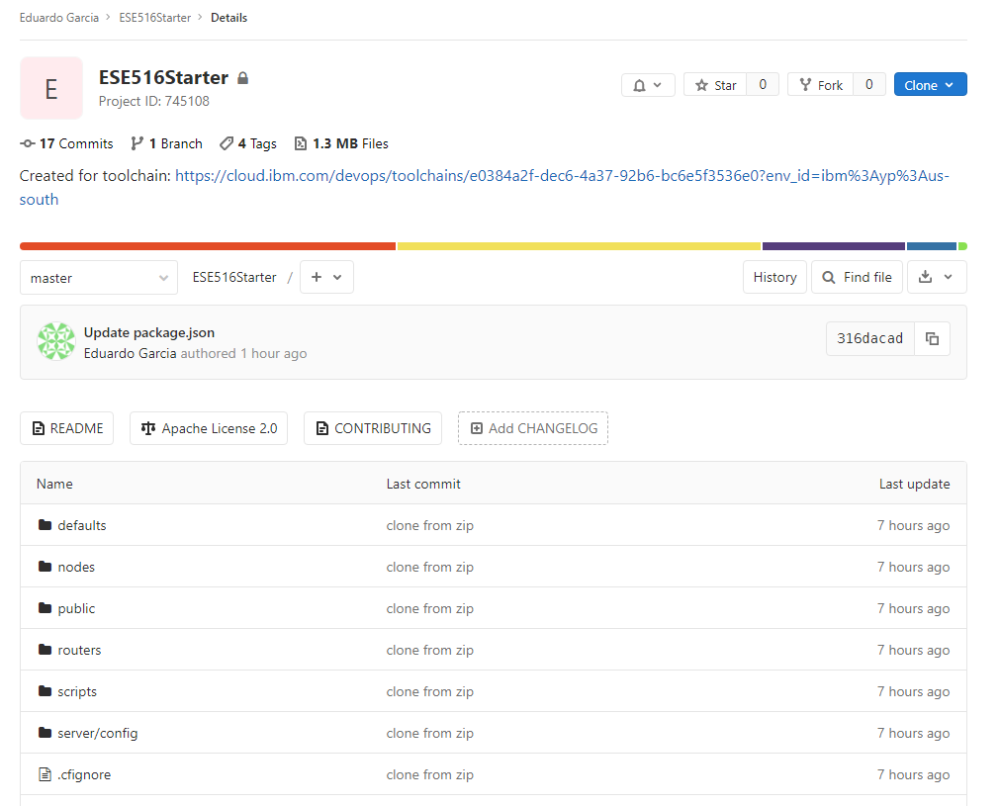 Eduardo Garcia > ESE516Starter > Details
E
ESE516Starter
Project ID: 745108
Star 0 Fork 0 Clone
17 Commits 1 Branch 4 Tags 1.3 MB Files
Created for toolchain: https://cloud.ibm.com/devops/toolchains/e0384a2f-dec6-4a37-92b6-bc6e5f3536e0?env_id=ibm%3Ayp%3Aus-
south
master ESE516Starter / + History Find file
Update package.json
Eduardo Garcia authored 1 hour ago
316dacad
README Apache License 2.0 CONTRIBUTING Add CHANGELOG
Name Last commit Last update
defaults clone from zip 7 hours ago
nodes clone from zip 7 hours ago
public clone from zip 7 hours ago
routers clone from zip 7 hours ago
scripts clone from zip 7 hours ago
server/config clone from zip 7 hours ago
.cfignore clone from zip 7 hours ago